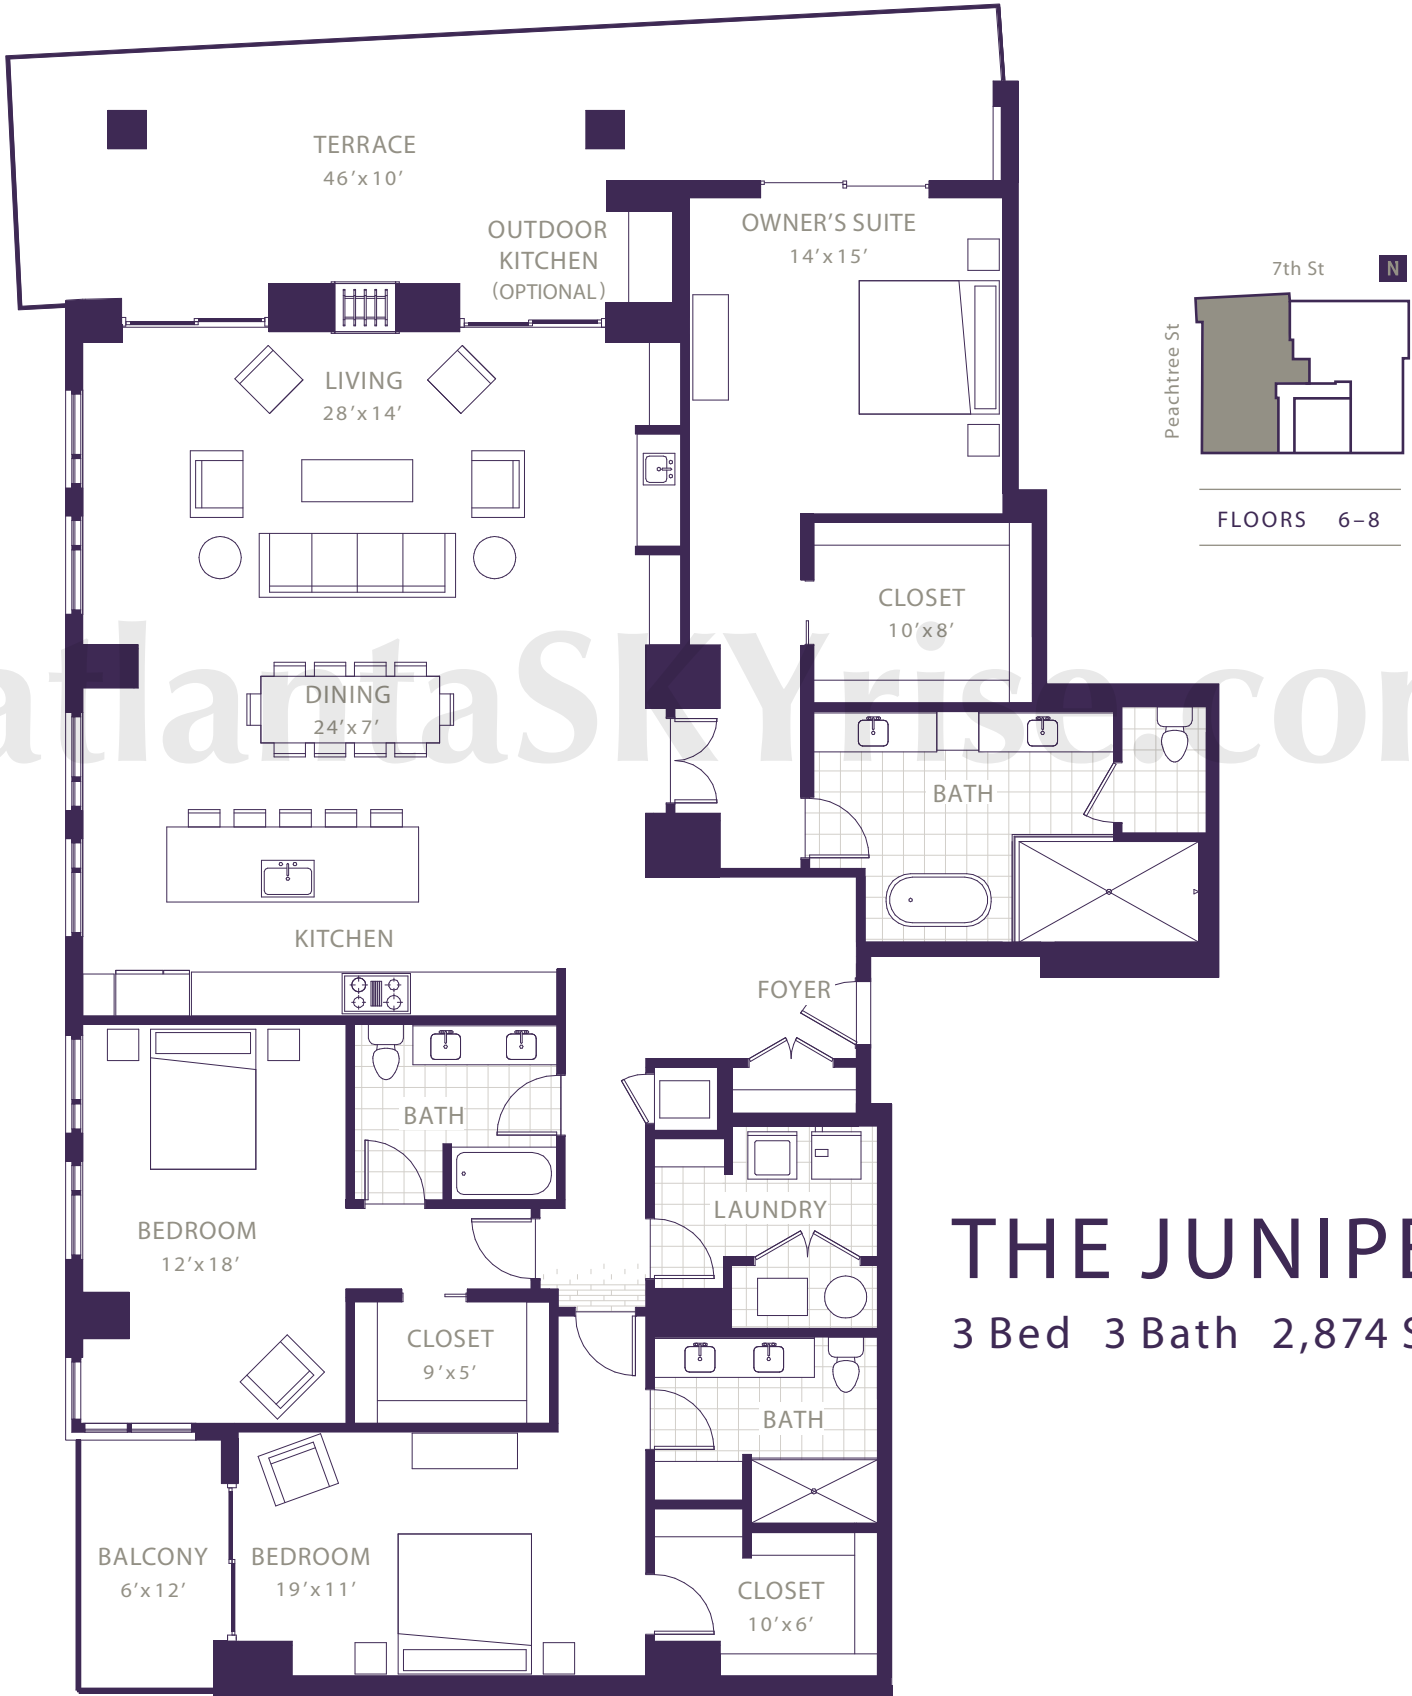 TERRACE
46'x10'
OUTDOOR
KITCHEN
(OPTIONAL)
OWNER'S SUITE
14'x15'
7th St
N
Peachtree St
LIVING
28'x14'
FLOORS 6–8
CLOSET
10'x8'
atlantaSKYrise.co
DINING
24'x7'
BATH
KITCHEN
FOYER
BATH
LAUNDRY
BEDROOM
12'x18'
THE JUNIPE
3 Bed 3 Bath 2,874 S
CLOSET
9'x5'
BATH
BALCONY
6'x12'
BEDROOM
19'x11'
CLOSET
10'x6'